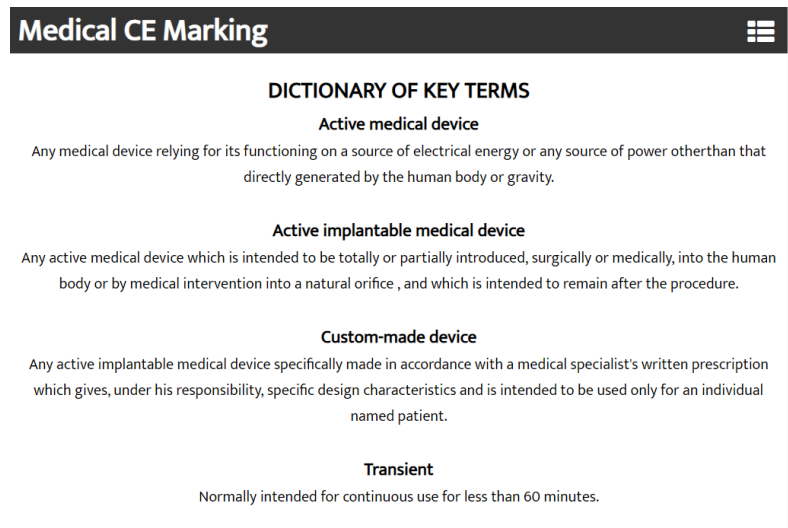 Medical CE Marking
DICTIONARY OF KEY TERMS
Active medical device
Any medical device relying for its functioning on a source of electrical energy or any source of power otherthan that
directly generated by the human body or gravity.
Active implantable medical device
Any active medical device which is intended to be totally or partially introduced, surgically or medically, into the human
body or by medical intervention into a natural orifice , and which is intended to remain after the procedure.
Custom-made device
Any active implantable medical device specifically made in accordance with a medical specialist's written prescription
which gives, under his responsibility, specific design characteristics and is intended to be used only for an individual
named patient.
Transient
Normally intended for continuous use for less than 60 minutes.